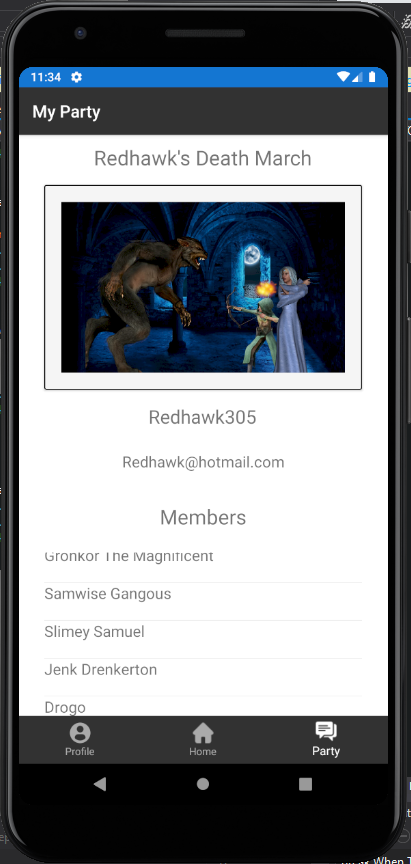 11:34
My Party
Redhawk's Death March
Redhawk305
Redhawk@hotmail.com
Members
Gronkor The Magnificent
Samwise Gangous
Slimey Samuel
Jenk Drenkerton
Drogo
Profile
Home
Party